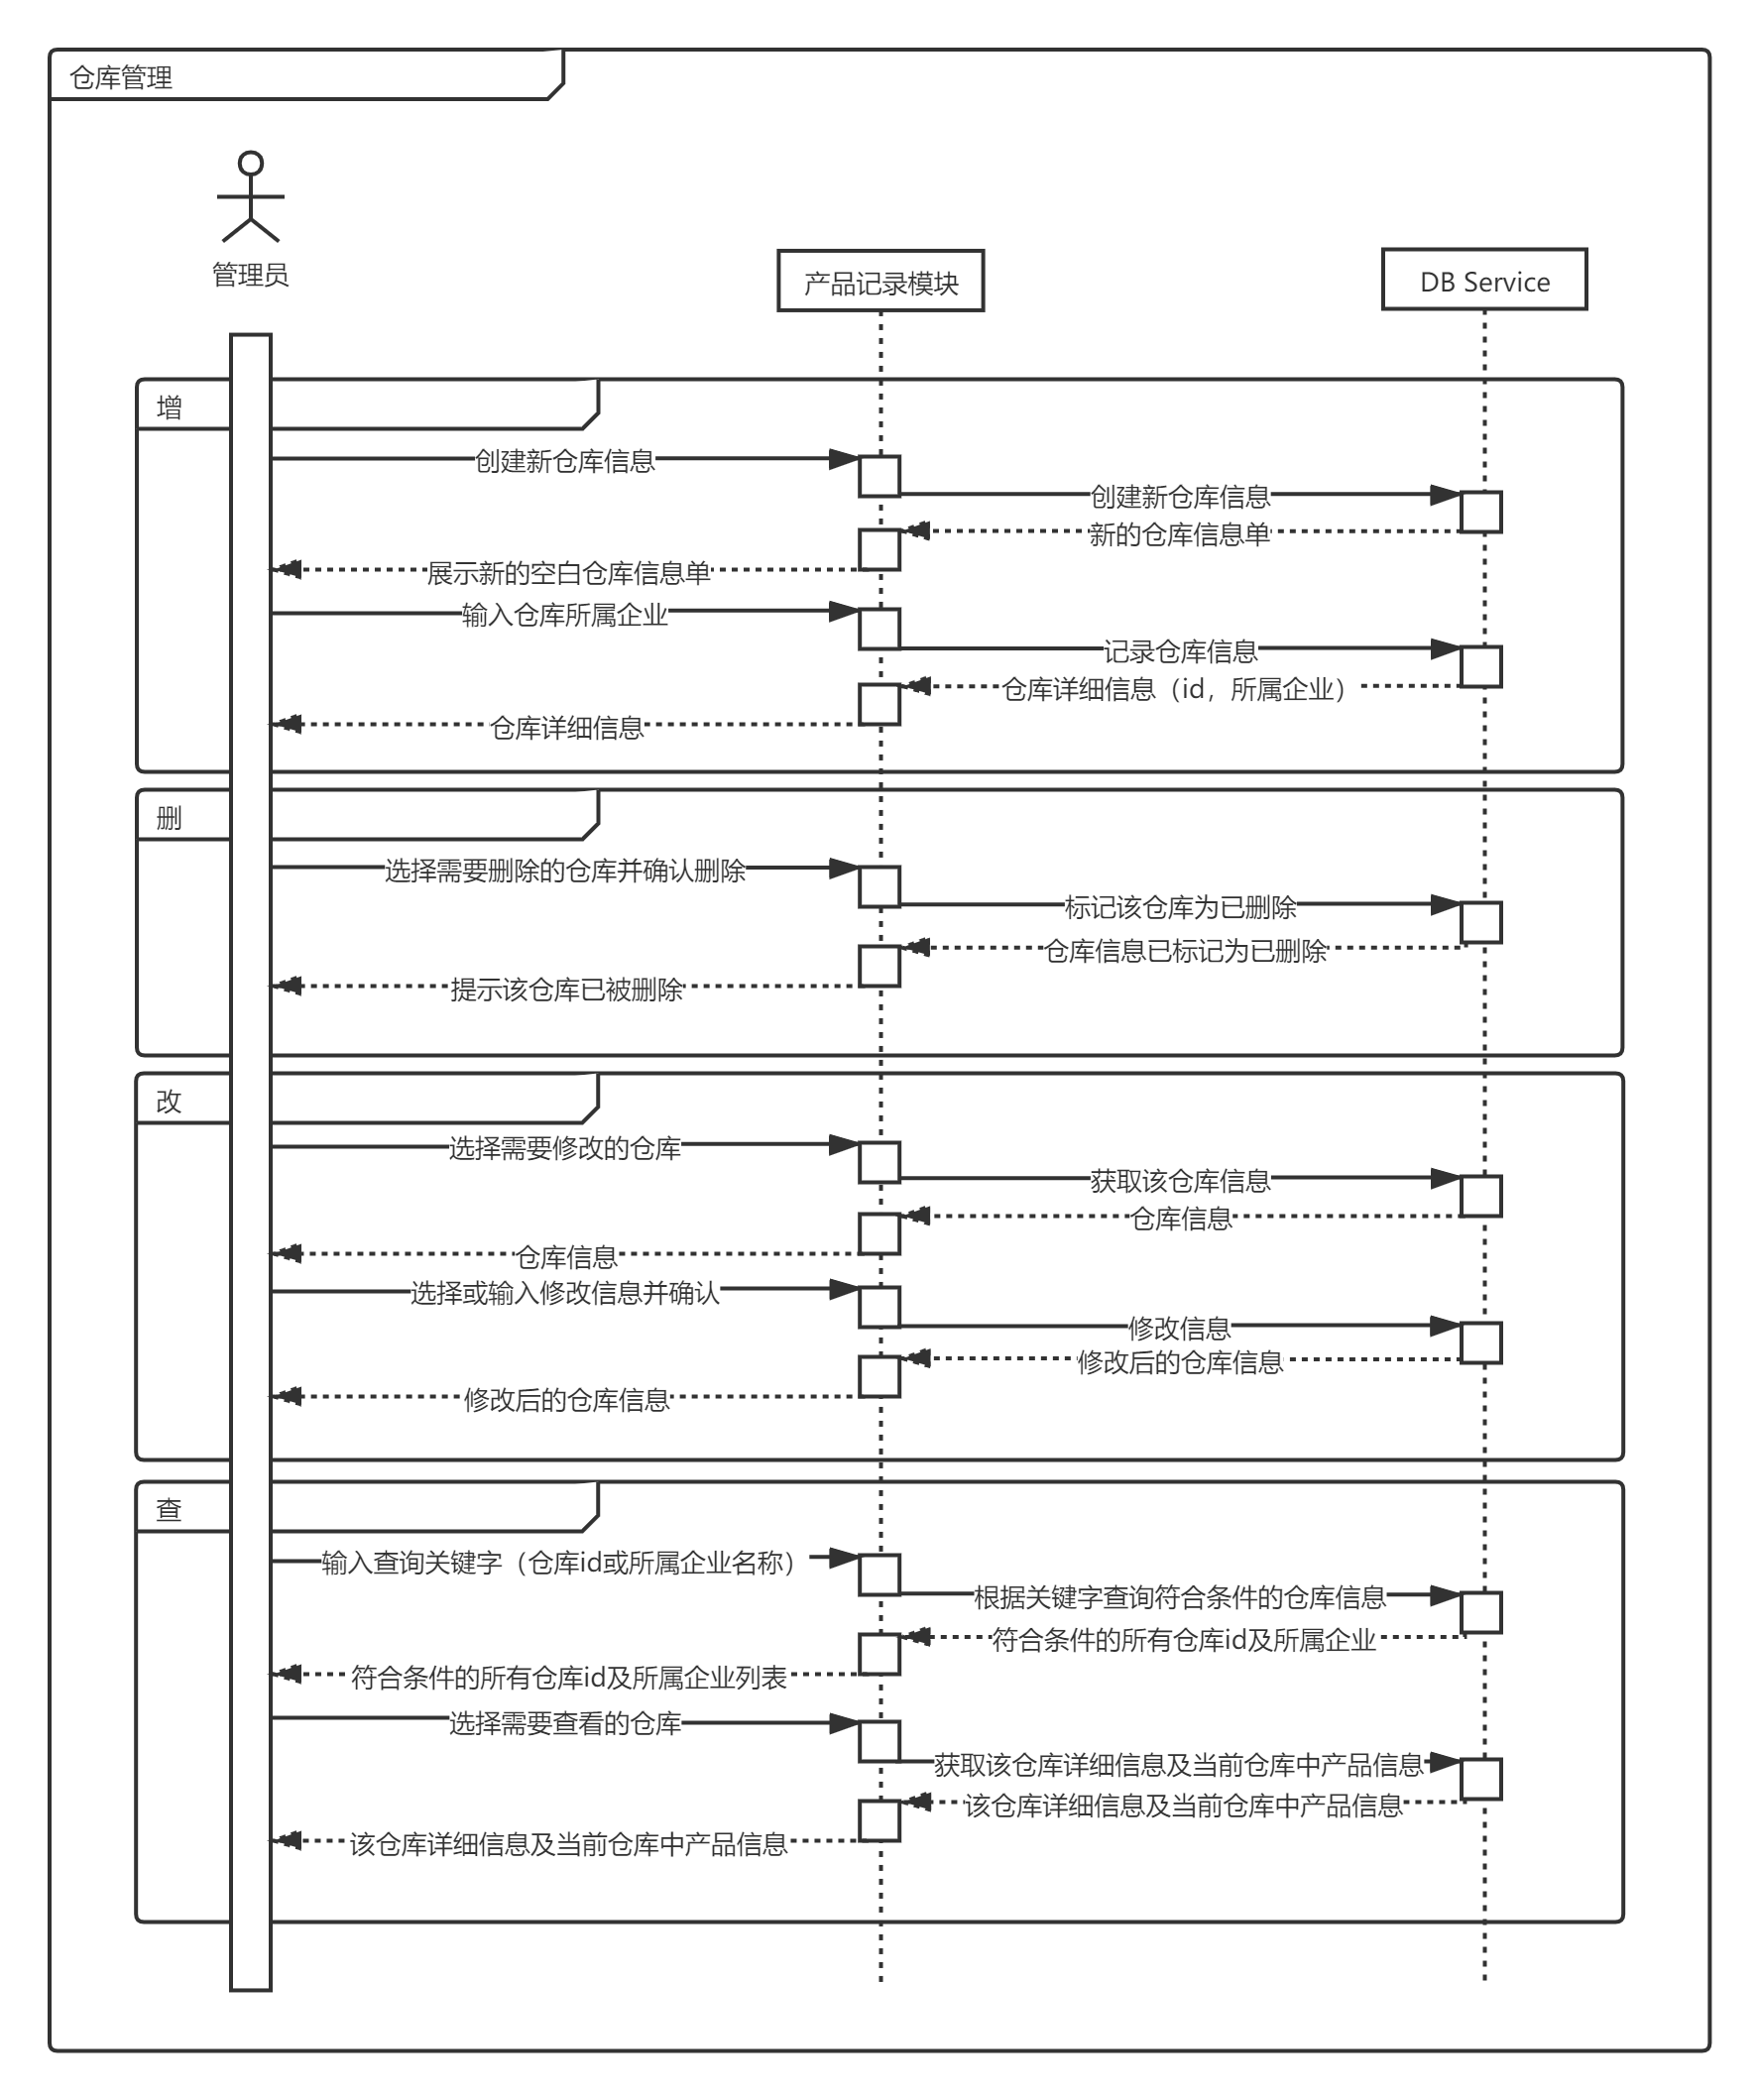 仓库管理
管理员
产品记录模块
DB Service
增
创建新仓库信息
创建新仓库信息
新的仓库信息单
展示新的空白仓库信息单
输入仓库所属企业
记录仓库信息
仓库详细信息（id，所属企业）
仓库详细信息
删
选择需要删除的仓库并确认删除
标记该仓库为已删除
仓库信息已标记为已删除
提示该仓库已被删除
改
选择需要修改的仓库
获取该仓库信息
仓库信息
仓库信息
选择或输入修改信息并确认
修改信息
修改后的仓库信息
修改后的仓库信息
查
输入查询关键字（仓库id或所属企业名称）
根据关键字查询符合条件的仓库信息
符合条件的所有仓库id及所属企业
符合条件的所有仓库id及所属企业列表
选择需要查看的仓库
获取该仓库详细信息及当前仓库中产品信息
该仓库详细信息及当前仓库中产品信息
该仓库详细信息及当前仓库中产品信息